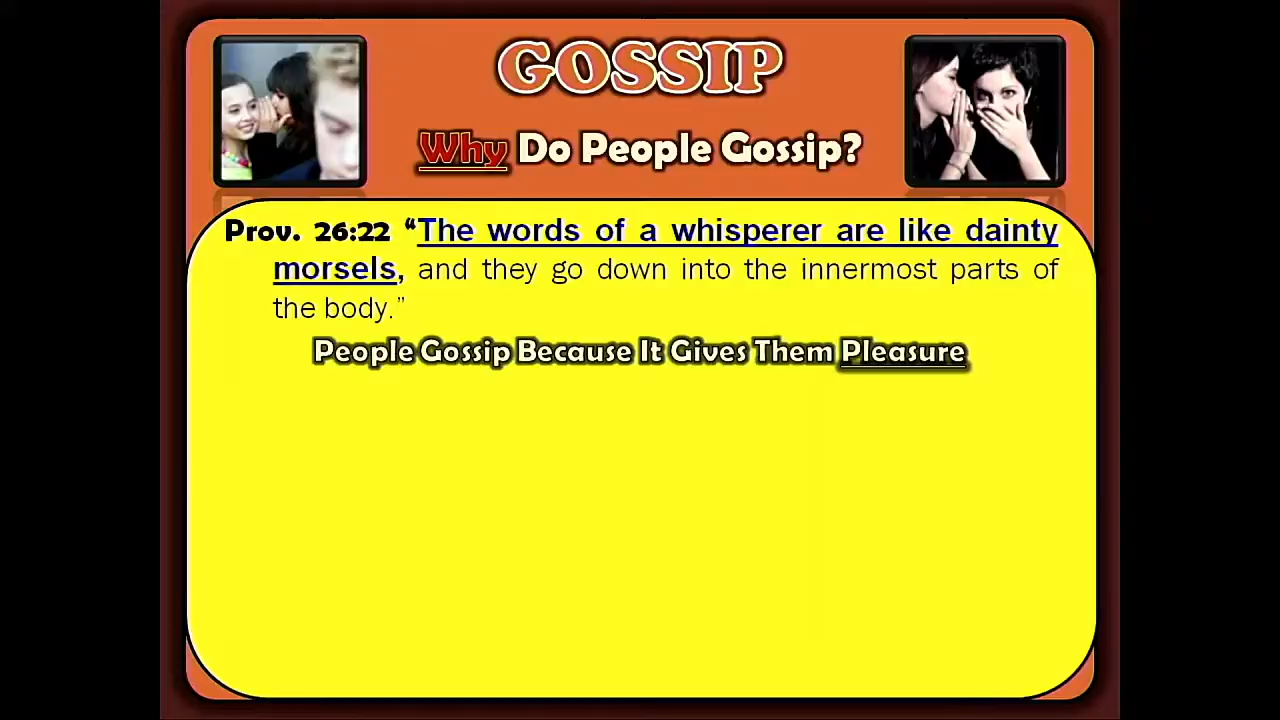 GOSSIP
Why Do People Gossip?
Prov. 26:22 “The words of a whisperer are like dainty
morsels, and they go down into the innermost parts of
the body.”
People Gossip Because It Gives Them Pleasure